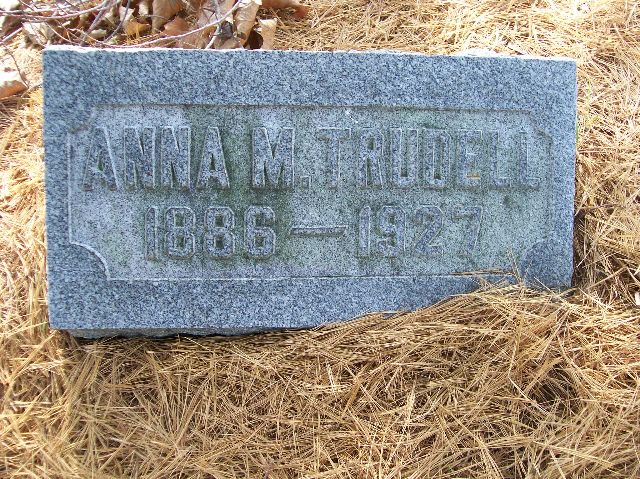 ANNA M. TRUDELL
1886 — 1927